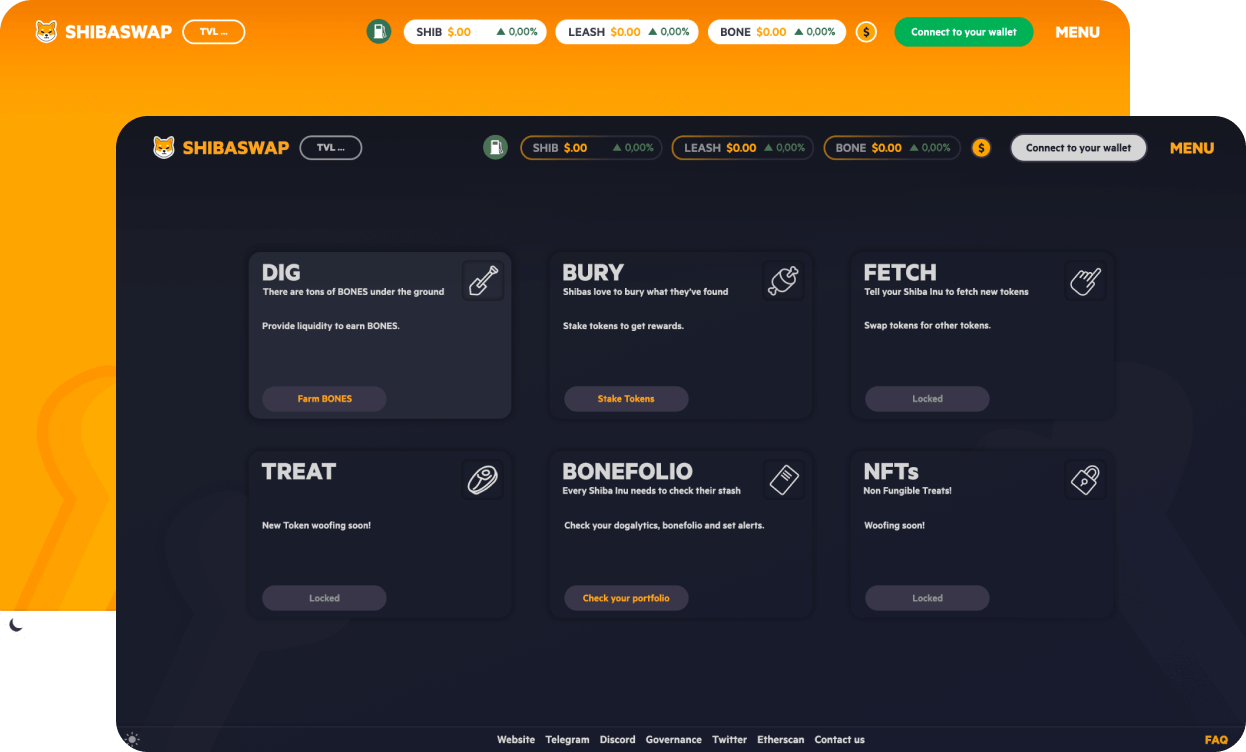 SHIBASWAP TVL ... SHIB $.00 ▲ 0,00% LEASH $0.00 ▲ 0,00% BONE $0.00 ▲ 0,00% $ Connect to your wallet MENU
SHIBASWAP TVL ... SHIB $.00 ▲ 0,00% LEASH $0.00 ▲ 0,00% BONE $0.00 ▲ 0,00% $ Connect to your wallet MENU
DIG
There are tons of BONES under the ground
Provide liquidity to earn BONES.
Farm BONES
BURY
Shibas love to bury what they've found
Stake tokens to get rewards.
Stake Tokens
FETCH
Tell your Shiba Inu to fetch new tokens
Swap tokens for other tokens.
Locked
TREAT
New Token woofing soon!
Locked
BONEFOLIO
Every Shiba Inu needs to check their stash
Check your dogalytics, bonefolio and set alerts.
Check your portfolio
NFTs
Non Fungible Treats!
Woofing soon!
Locked
Website Telegram Discord Governance Twitter Etherscan Contact us FAQ